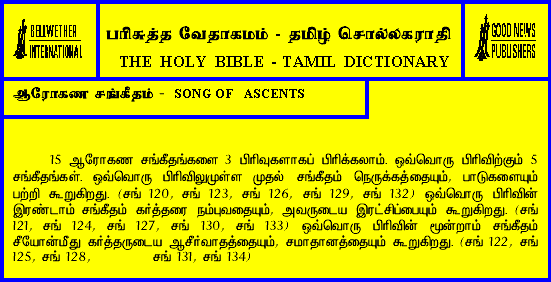 BELLWETHER
INTERNATIONAL
பரிசுத்த வேதாகமம் - தமிழ் சொல்லகராதி
THE HOLY BIBLE - TAMIL DICTIONARY
GOOD NEWS
PUBLISHERS
ஆரோகண சங்கீதம் - SONG OF ASCENTS
15 ஆரோகண சங்கீதங்களை 3 பிரிவுகளாகப் பிரிக்கலாம். ஒவ்வொரு பிரிவிற்கும் 5
சங்கீதங்கள். ஒவ்வொரு பிரிவிலுமுள்ள முதல் சங்கீதம் நெருக்கத்தையும், பாடுகளையும்
பற்றி கூறுகிறது. (சங் 120, சங் 123, சங் 126, சங் 129, சங் 132) ஒவ்வொரு பிரிவின்
இரண்டாம் சங்கீதம் கர்த்தரை நம்புவதையும், அவருடைய இரட்சிப்பையும் கூறுகிறது. (சங்
121, சங் 124, சங் 127, சங் 130, சங் 133) ஒவ்வொரு பிரிவின் மூன்றாம் சங்கீதம்
சீயோன்மீது கர்த்தருடைய ஆசீர்வாதத்தையும், சமாதானத்தையும் கூறுகிறது. (சங் 122, சங்
125, சங் 128, சங் 131, சங் 134)